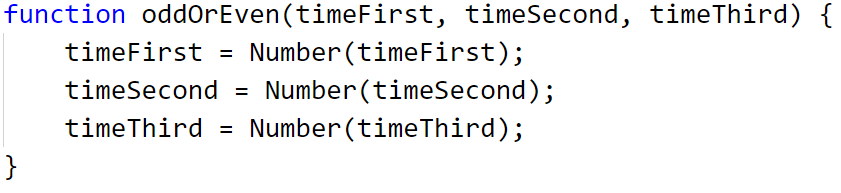 function oddOrEven(timeFirst, timeSecond, timeThird) {
    timeFirst = Number(timeFirst);
    timeSecond = Number(timeSecond);
    timeThird = Number(timeThird);
}